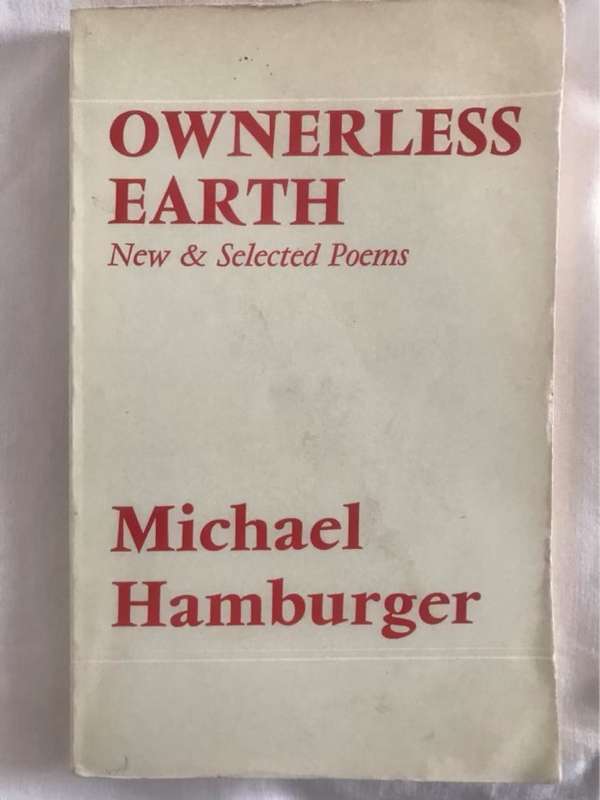 OWNERLESS
EARTH
New & Selected Poems
Michael
Hamburger